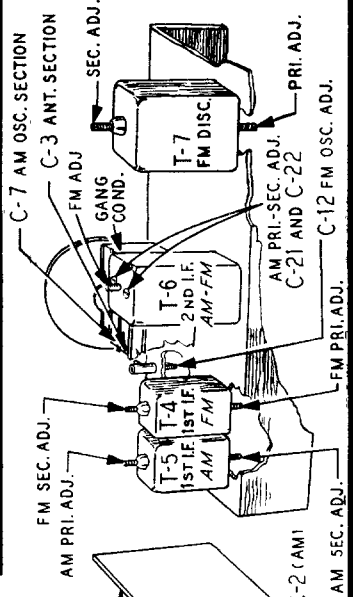 C-7 AM OSC. SECTION
C-3 ANT. SECTION
FM ADJ
GANG
COND.
SEC. ADJ.
FM SEC. ADJ.
AM PRI. ADJ.
T-5
1ST I.F.
AM
T-4
1ST I.F.
FM
T-6
2ND I.F.
AM-FM
T-7
FM DISC.
PRI. ADJ.
AM PRI.-SEC. ADJ.
C-21 AND C-22
C-12 FM OSC. ADJ.
FM PRI. ADJ.
-2 (AM)
AM SEC. ADJ.